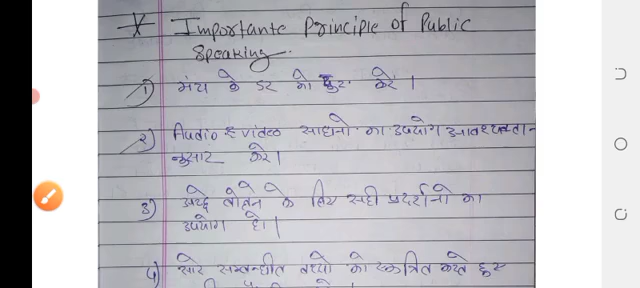 Importante Principle of Public
Speaking.
1) मंच के डर को दुर करें ।
2) Audio & video साधनो का उपयोग आवश्यकता
नुसार करे ।
3) अच्छे बोलने के लिए सही प्रदर्शनो का
उपयोग हो ।
4) सारे सम्बन्धीत तथ्यो को एकत्रित करते हुए